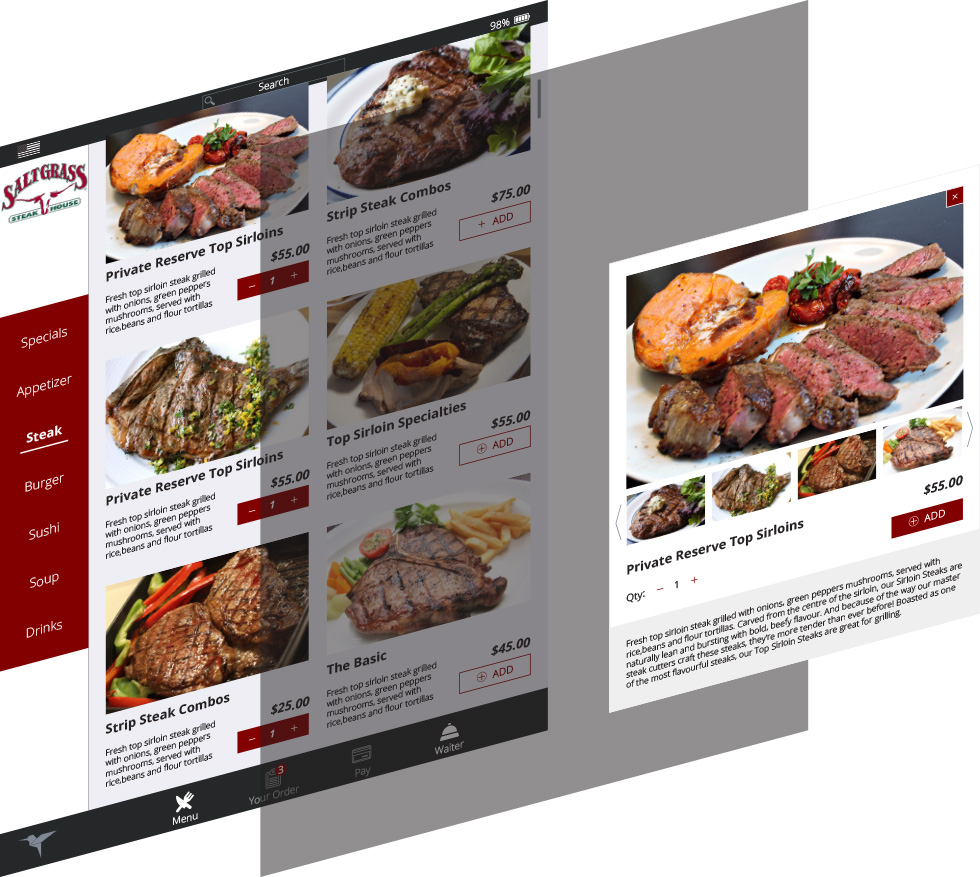 98%
Search
SALTGRASS
STEAK HOUSE
Specials
Appetizer
Steak
Burger
Sushi
Soup
Drinks
Private Reserve Top Sirloins
$55.00
Fresh top sirloin steak grilled
with onions, green peppers
mushrooms, served with
rice,beans and flour tortillas
− 1 +
Strip Steak Combos
$75.00
Fresh top sirloin steak grilled
with onions, green peppers
mushrooms, served with
rice,beans and flour tortillas
+ ADD
Private Reserve Top Sirloins
$55.00
Fresh top sirloin steak grilled
with onions, green peppers
mushrooms, served with
rice,beans and flour tortillas
− 1 +
Top Sirloin Specialties
$55.00
Fresh top sirloin steak grilled
with onions, green peppers
mushrooms, served with
rice,beans and flour tortillas
+ ADD
Strip Steak Combos
$25.00
Fresh top sirloin steak grilled
with onions, green peppers
mushrooms, served with
rice,beans and flour tortillas
− 1 +
The Basic
$45.00
Fresh top sirloin steak grilled
with onions, green peppers
mushrooms, served with
rice,beans and flour tortillas
+ ADD
Menu
3
Your Order
Pay
Waiter
×
$55.00
Private Reserve Top Sirloins
+ ADD
Qty: − 1 +
Fresh top sirloin steak grilled with onions, green peppers mushrooms, served with
rice,beans and flour tortillas. Carved from the centre of the sirloin, our Sirloin Steaks are
naturally lean and bursting with bold, beefy flavour. And because of the way our master
steak cutters craft these steaks, they're more tender than ever before! Boasted as one
of the most flavourful steaks, our Top Sirloin Steaks are great for grilling.